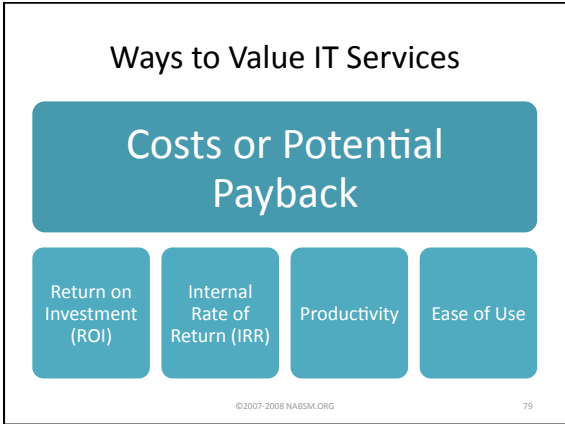 Ways to Value IT Services
Costs or Potential
Payback
Return on
Investment
(ROI)
Internal
Rate of
Return (IRR)
Productivity
Ease of Use
©2007-2008 NABSM.ORG
79